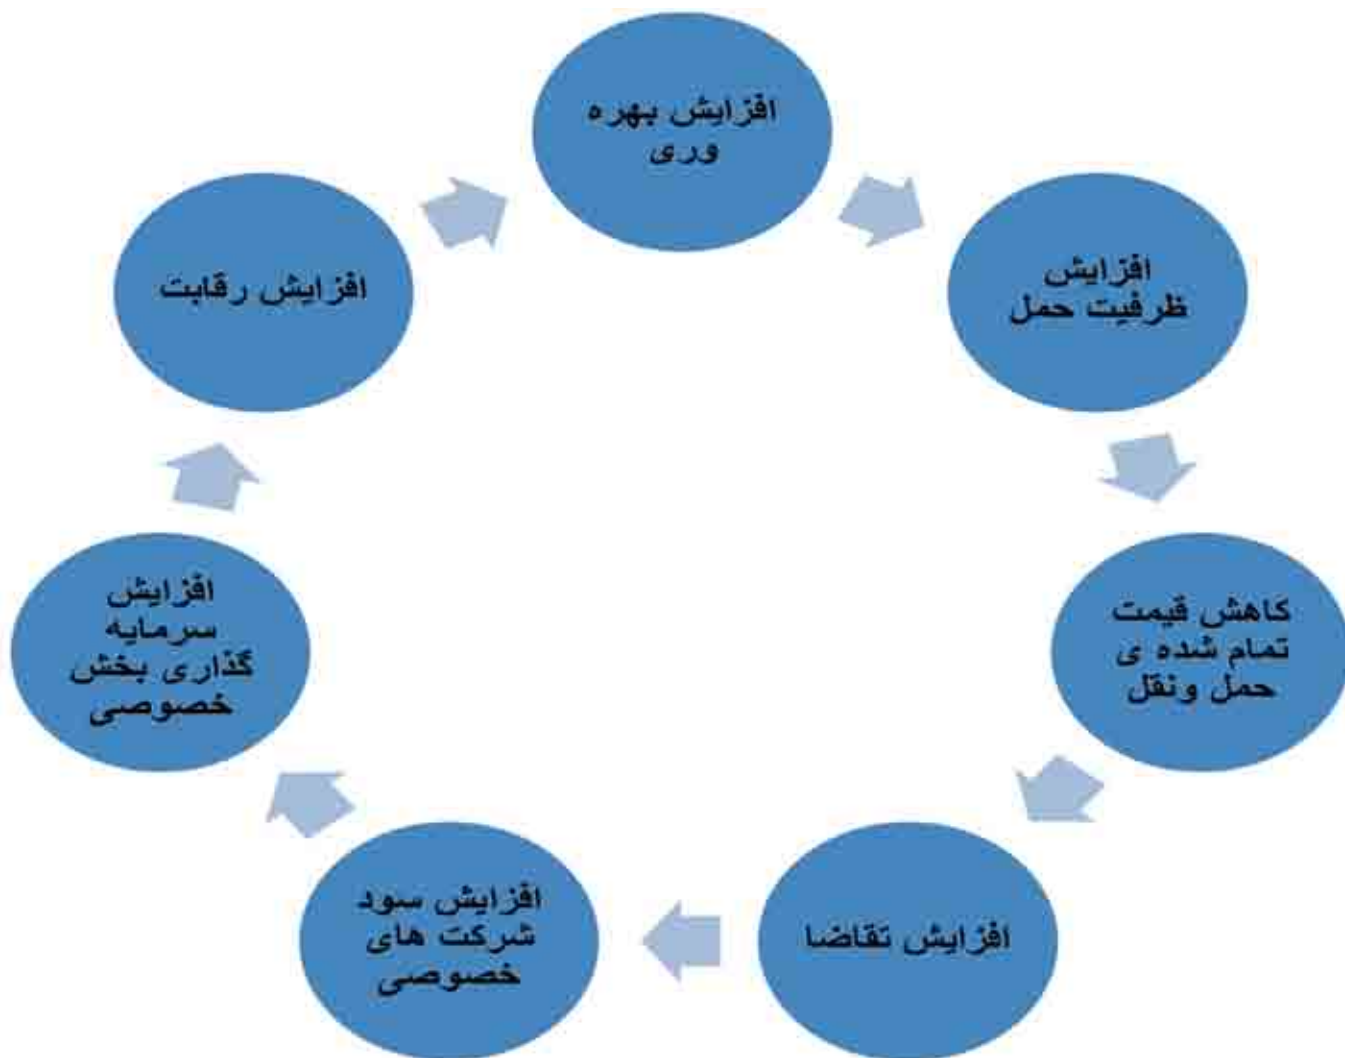 افزایش بهره
وری
افزایش
ظرفیت حمل
کاهش قیمت
تمام شده ی
حمل ونقل
افزایش تقاضا
افزایش سود
شرکت های
خصوصی
افزایش
سرمایه
گذاری بخش
خصوصی
افزایش رقابت